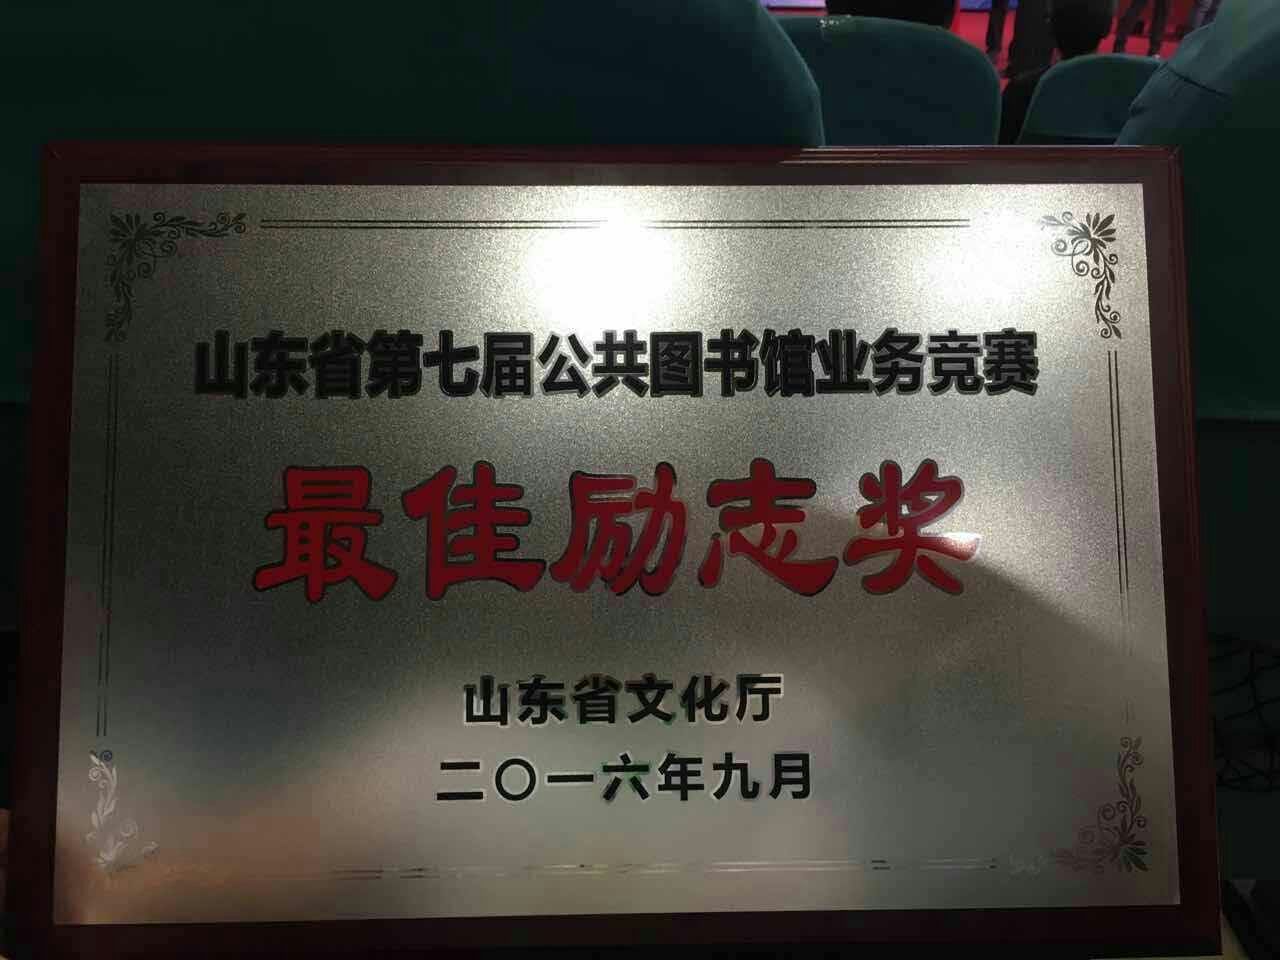 山东省第七届公共图书馆业务竞赛
最佳励志奖
山东省文化厅
二〇一六年九月